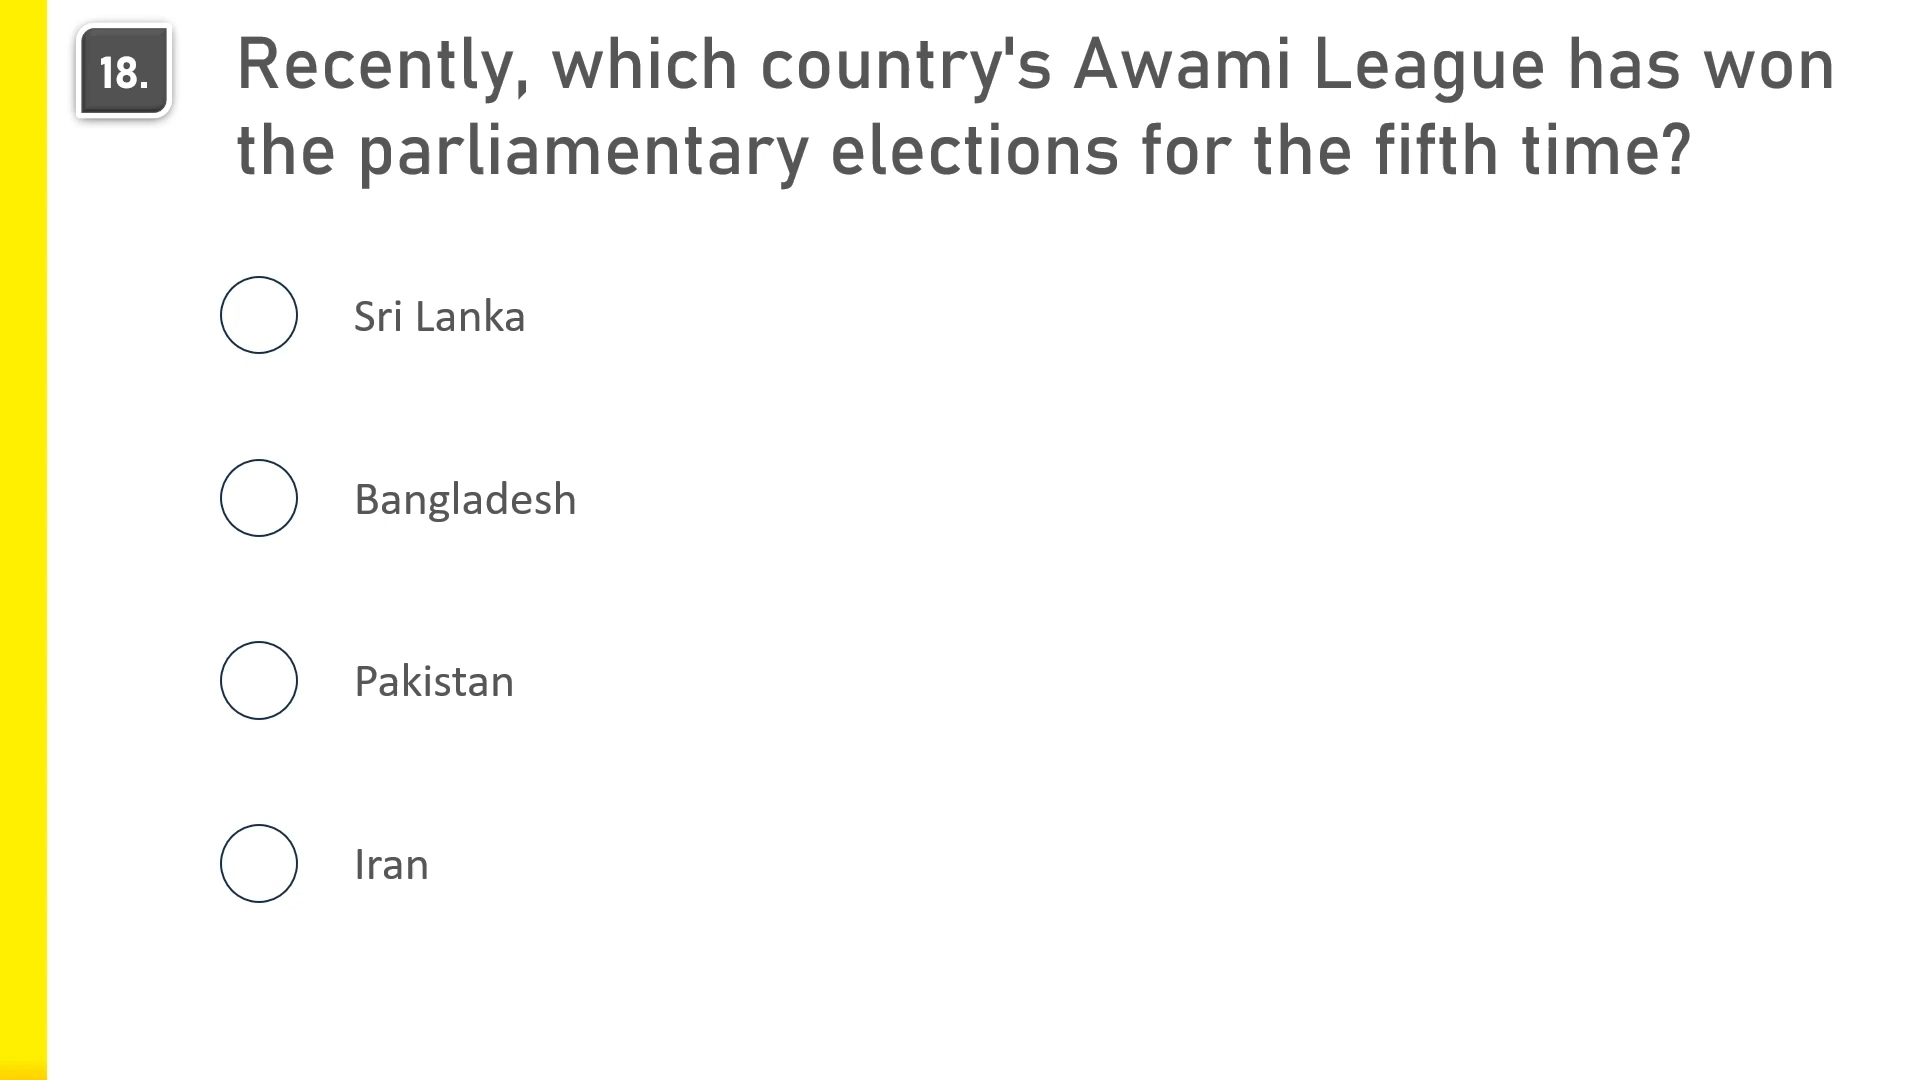 18.
Recently, which country's Awami League has won
the parliamentary elections for the fifth time?
Sri Lanka
Bangladesh
Pakistan
Iran